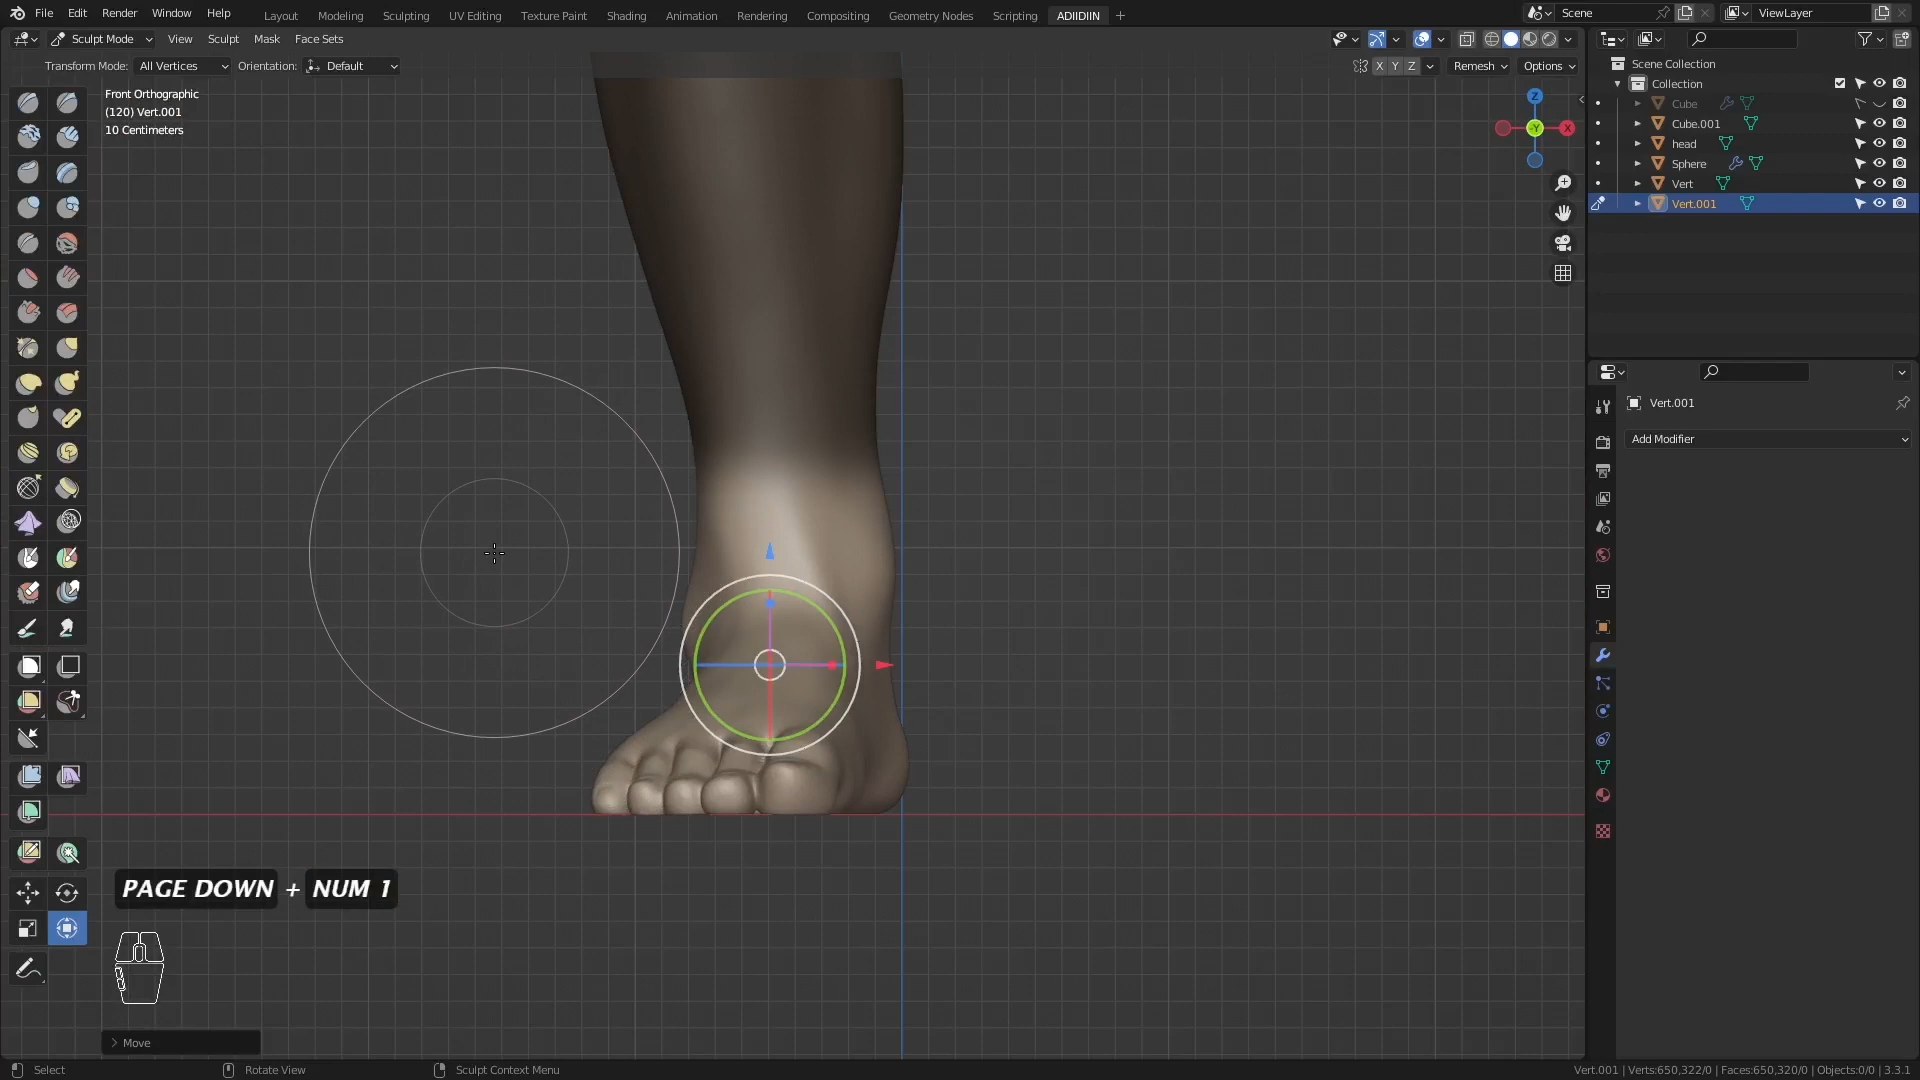 File Edit Render Window Help Layout Modeling Sculpting UV Editing Texture Paint Shading Animation Rendering Compositing Geometry Nodes Scripting ADIIDIIN + Scene ViewLayer
Sculpt Mode View Sculpt Mask Face Sets
Transform Mode: All Vertices Orientation: Default X Y Z Remesh Options
Front Orthographic
(120) Vert.001
10 Centimeters
Z
-Y
X
Scene Collection
Collection
Cube
Cube.001
head
Sphere
Vert
Vert.001
Vert.001
Add Modifier
PAGE DOWN + NUM 1
Move
Select Rotate View Sculpt Context Menu Vert.001 | Verts:650,322/0 | Faces:650,320/0 | Objects:0/0 | 3.3.1